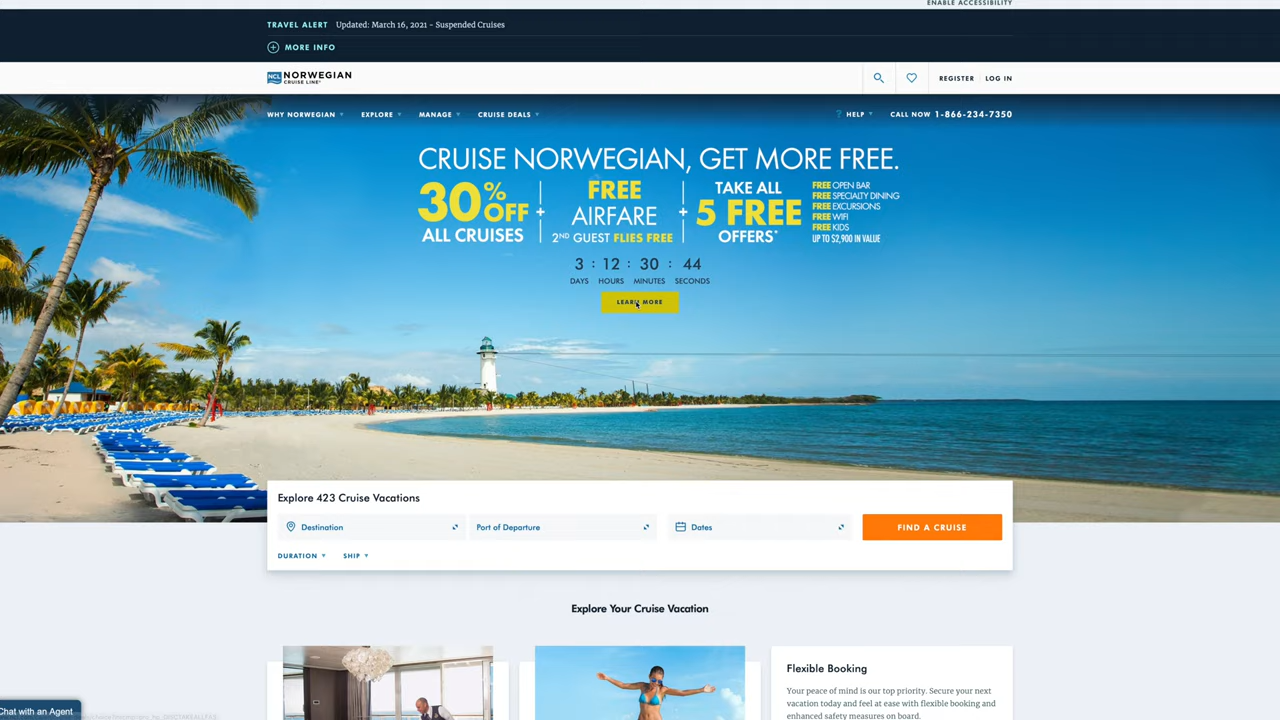 ENABLE ACCESSIBILITY
TRAVEL ALERT Updated: March 16, 2021 - Suspended Cruises
MORE INFO
NCL NORWEGIAN
CRUISE LINE®
REGISTER LOG IN
WHY NORWEGIAN EXPLORE MANAGE CRUISE DEALS ? HELP CALL NOW 1-866-234-7350
CRUISE NORWEGIAN, GET MORE FREE.
30% OFF
ALL CRUISES
+
FREE
AIRFARE
2ND GUEST FLIES FREE
+
TAKE ALL
5 FREE
OFFERS*
FREE OPEN BAR
FREE SPECIALTY DINING
FREE EXCURSIONS
FREE WIFI
FREE KIDS
UP TO $2,900 IN VALUE
3 : 12 : 30 : 44
DAYS HOURS MINUTES SECONDS
LEARN MORE
Explore 423 Cruise Vacations
Destination Port of Departure Dates FIND A CRUISE
DURATION SHIP
Explore Your Cruise Vacation
Flexible Booking
Your peace of mind is our top priority. Secure your next
vacation today and feel at ease with flexible booking and
enhanced safety measures on board.
Chat with an Agent